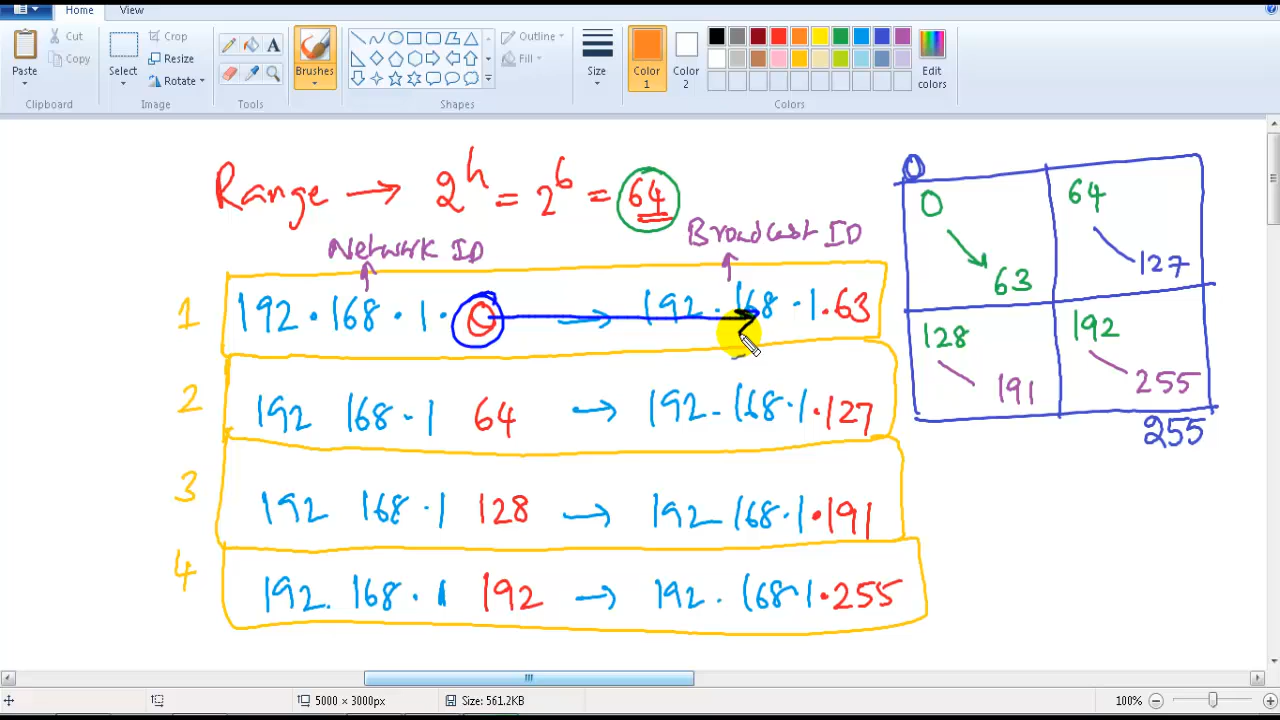 Home View
Paste
Cut
Copy
Clipboard
Select
Crop
Resize
Rotate
Image
Tools
Brushes
Shapes
Outline
Fill
Size
Color 1
Color 2
Edit colors
Colors
Range → 2^h = 2^6 = 64
Network ID Broadcast ID
1 192.168.1.0 → 192.168.1.63
2 192 168.1 64 → 192.168.1.127
3 192 168.1 128 → 192.168.1.191
4 192.168.1 192 → 192.168.1.255
0
0 63
64 127
128 191
192 255
255
5000 × 3000px
Size: 561.2KB
100%